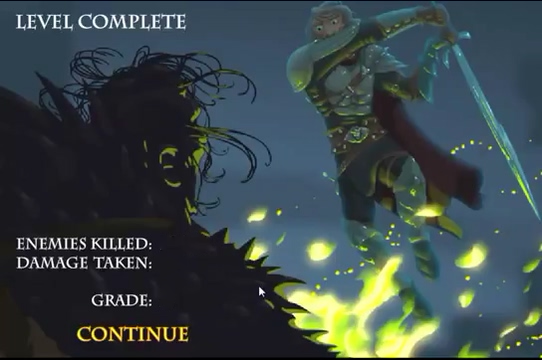 LEVEL COMPLETE
ENEMIES KILLED:
DAMAGE TAKEN:
GRADE:
CONTINUE